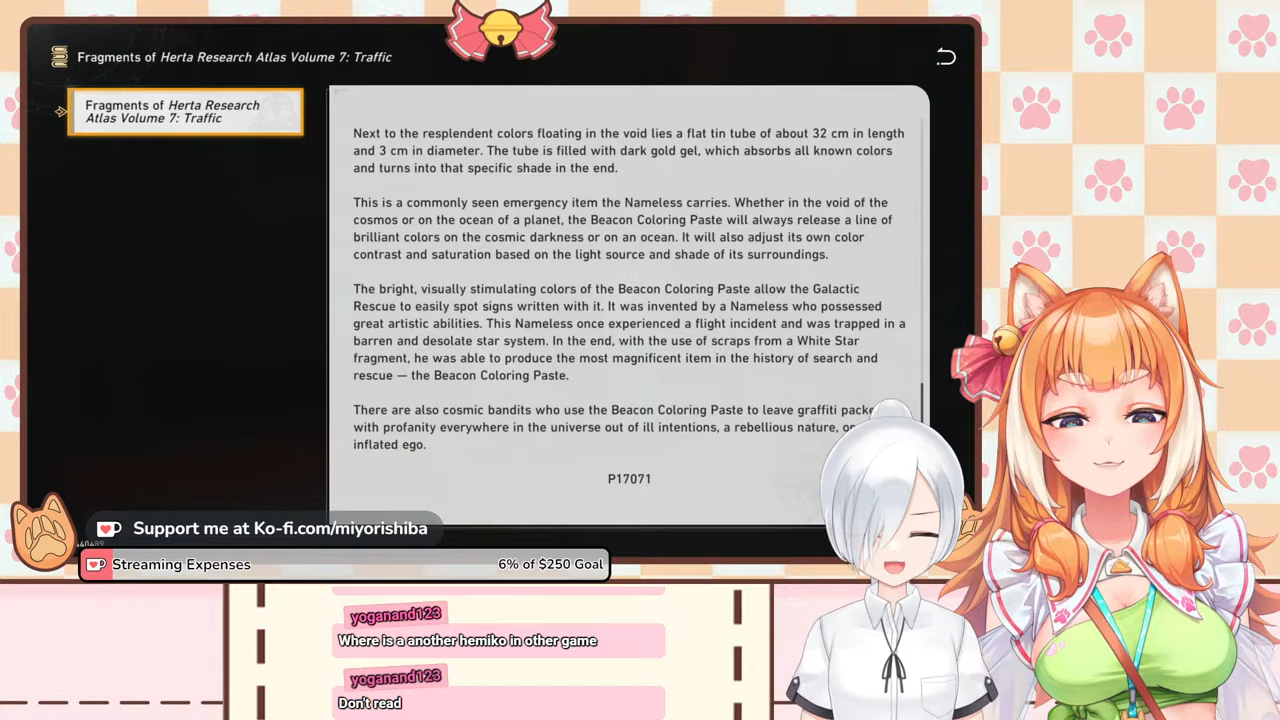 Fragments of Herta Research Atlas Volume 7: Traffic
Fragments of Herta Research
Atlas Volume 7: Traffic
Next to the resplendent colors floating in the void lies a flat tin tube of about 32 cm in length
and 3 cm in diameter. The tube is filled with dark gold gel, which absorbs all known colors
and turns into that specific shade in the end.
This is a commonly seen emergency item the Nameless carries. Whether in the void of the
cosmos or on the ocean of a planet, the Beacon Coloring Paste will always release a line of
brilliant colors on the cosmic darkness or on an ocean. It will also adjust its own color
contrast and saturation based on the light source and shade of its surroundings.
The bright, visually stimulating colors of the Beacon Coloring Paste allow the Galactic
Rescue to easily spot signs written with it. It was invented by a Nameless who possessed
great artistic abilities. This Nameless once experienced a flight incident and was trapped in a
barren and desolate star system. In the end, with the use of scraps from a White Star
fragment, he was able to produce the most magnificent item in the history of search and
rescue — the Beacon Coloring Paste.
There are also cosmic bandits who use the Beacon Coloring Paste to leave graffiti packe
with profanity everywhere in the universe out of ill intentions, a rebellious nature, or
inflated ego.
P17071
Support me at Ko-fi.com/miyorishiba
Streaming Expenses 6% of $250 Goal
yoganand123
Where is a another hemiko in other game
yoganand123
Don't read